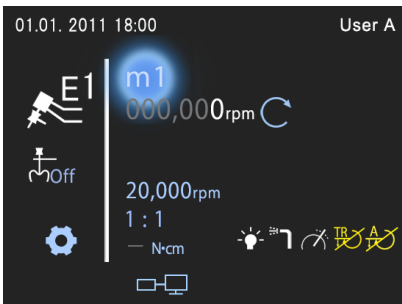 01.01. 2011 18:00 User A
E1
m1
000,000rpm
Off
20,000rpm
1 : 1
— N•cm
TR A